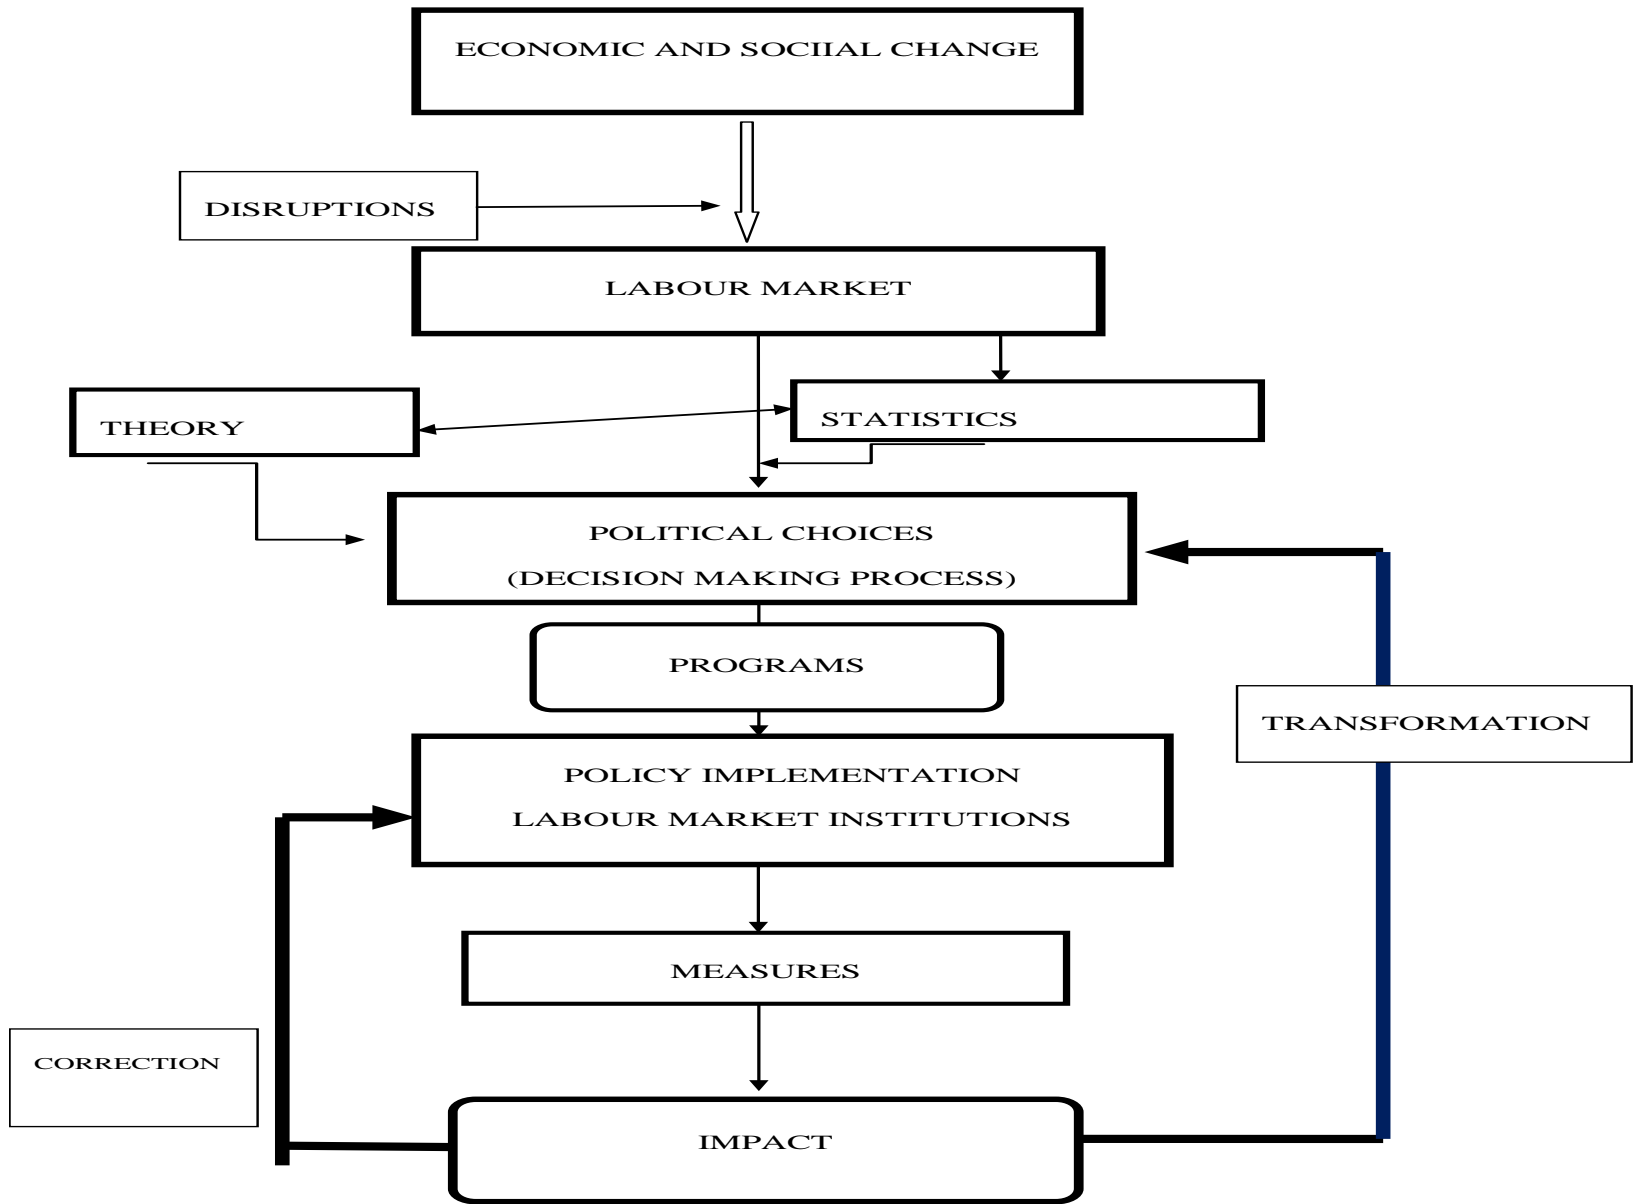 ECONOMIC AND SOCIIAL CHANGE
DISRUPTIONS
LABOUR MARKET
THEORY
STATISTICS
POLITICAL CHOICES
(DECISION MAKING PROCESS)
PROGRAMS
TRANSFORMATION
POLICY IMPLEMENTATION
LABOUR MARKET INSTITUTIONS
MEASURES
CORRECTION
IMPACT